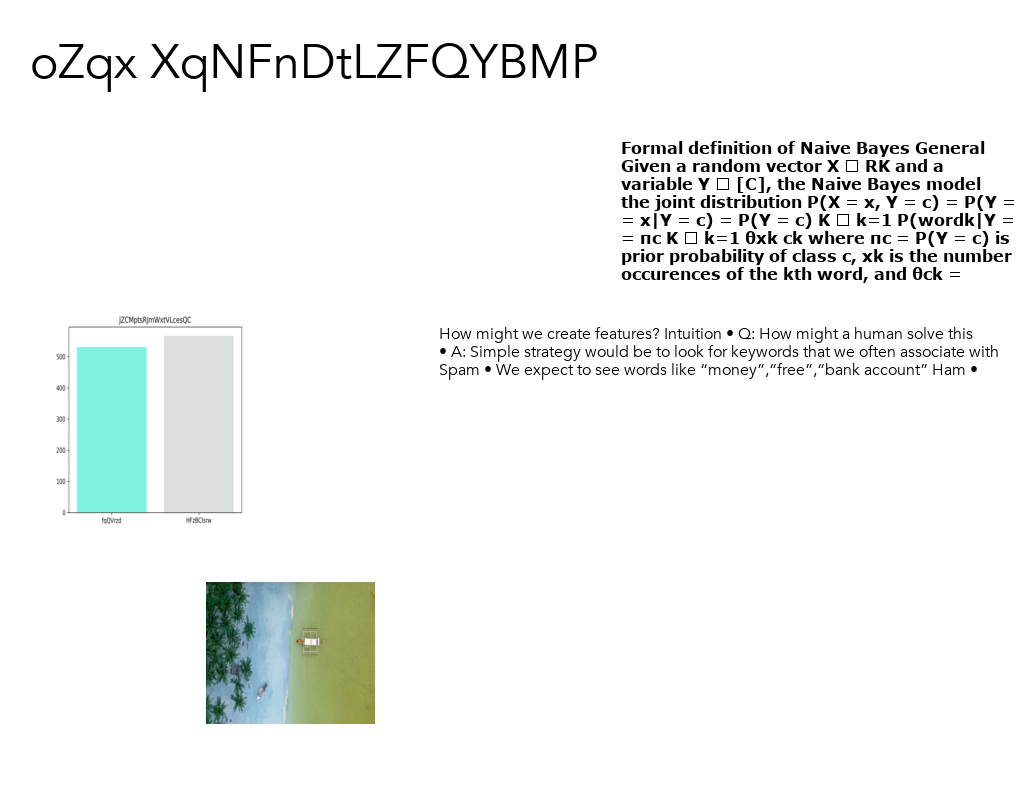 oZqx XqNFnDtLZFQYBMP
Formal definition of Naive Bayes General
Given a random vector X □ RK and a
variable Y □ [C], the Naive Bayes model
the joint distribution P(X = x, Y = c) = P(Y =
= x|Y = c) = P(Y = c) K □ k=1 P(wordk|Y =
= πc K □ k=1 θxk ck where πc = P(Y = c) is
prior probability of class c, xk is the number
occurences of the kth word, and θck =
How might we create features? Intuition • Q: How might a human solve this
• A: Simple strategy would be to look for keywords that we often associate with
Spam • We expect to see words like “money”,“free”,“bank account” Ham •
JZCMptsRJmWxtVLcesQC
500
400
300
200
100
0
fqQVrzd